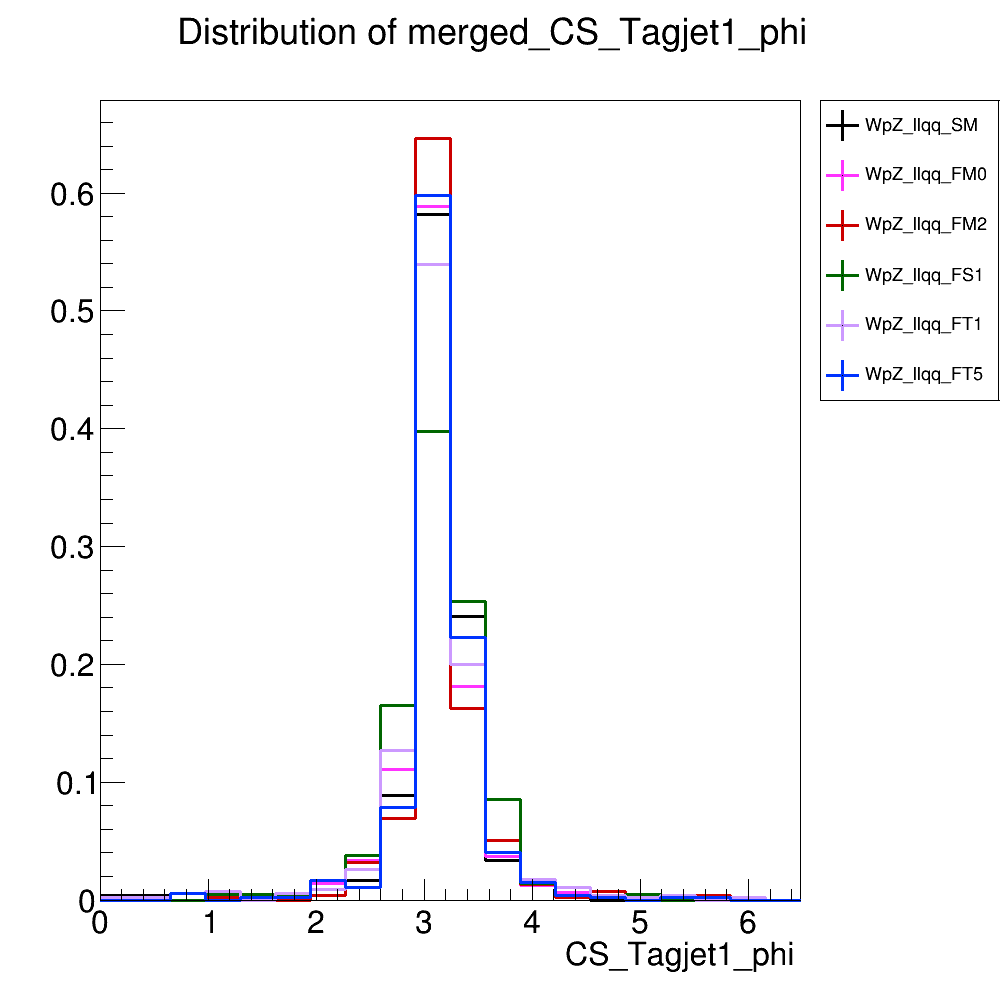 Distribution of merged_CS_Tagjet1_phi
WpZ_llqq_SM
WpZ_llqq_FM0
WpZ_llqq_FM2
WpZ_llqq_FS1
WpZ_llqq_FT1
WpZ_llqq_FT5
0.6
0.5
0.4
0.3
0.2
0.1
0
0 1 2 3 4 5 6
CS_Tagjet1_phi